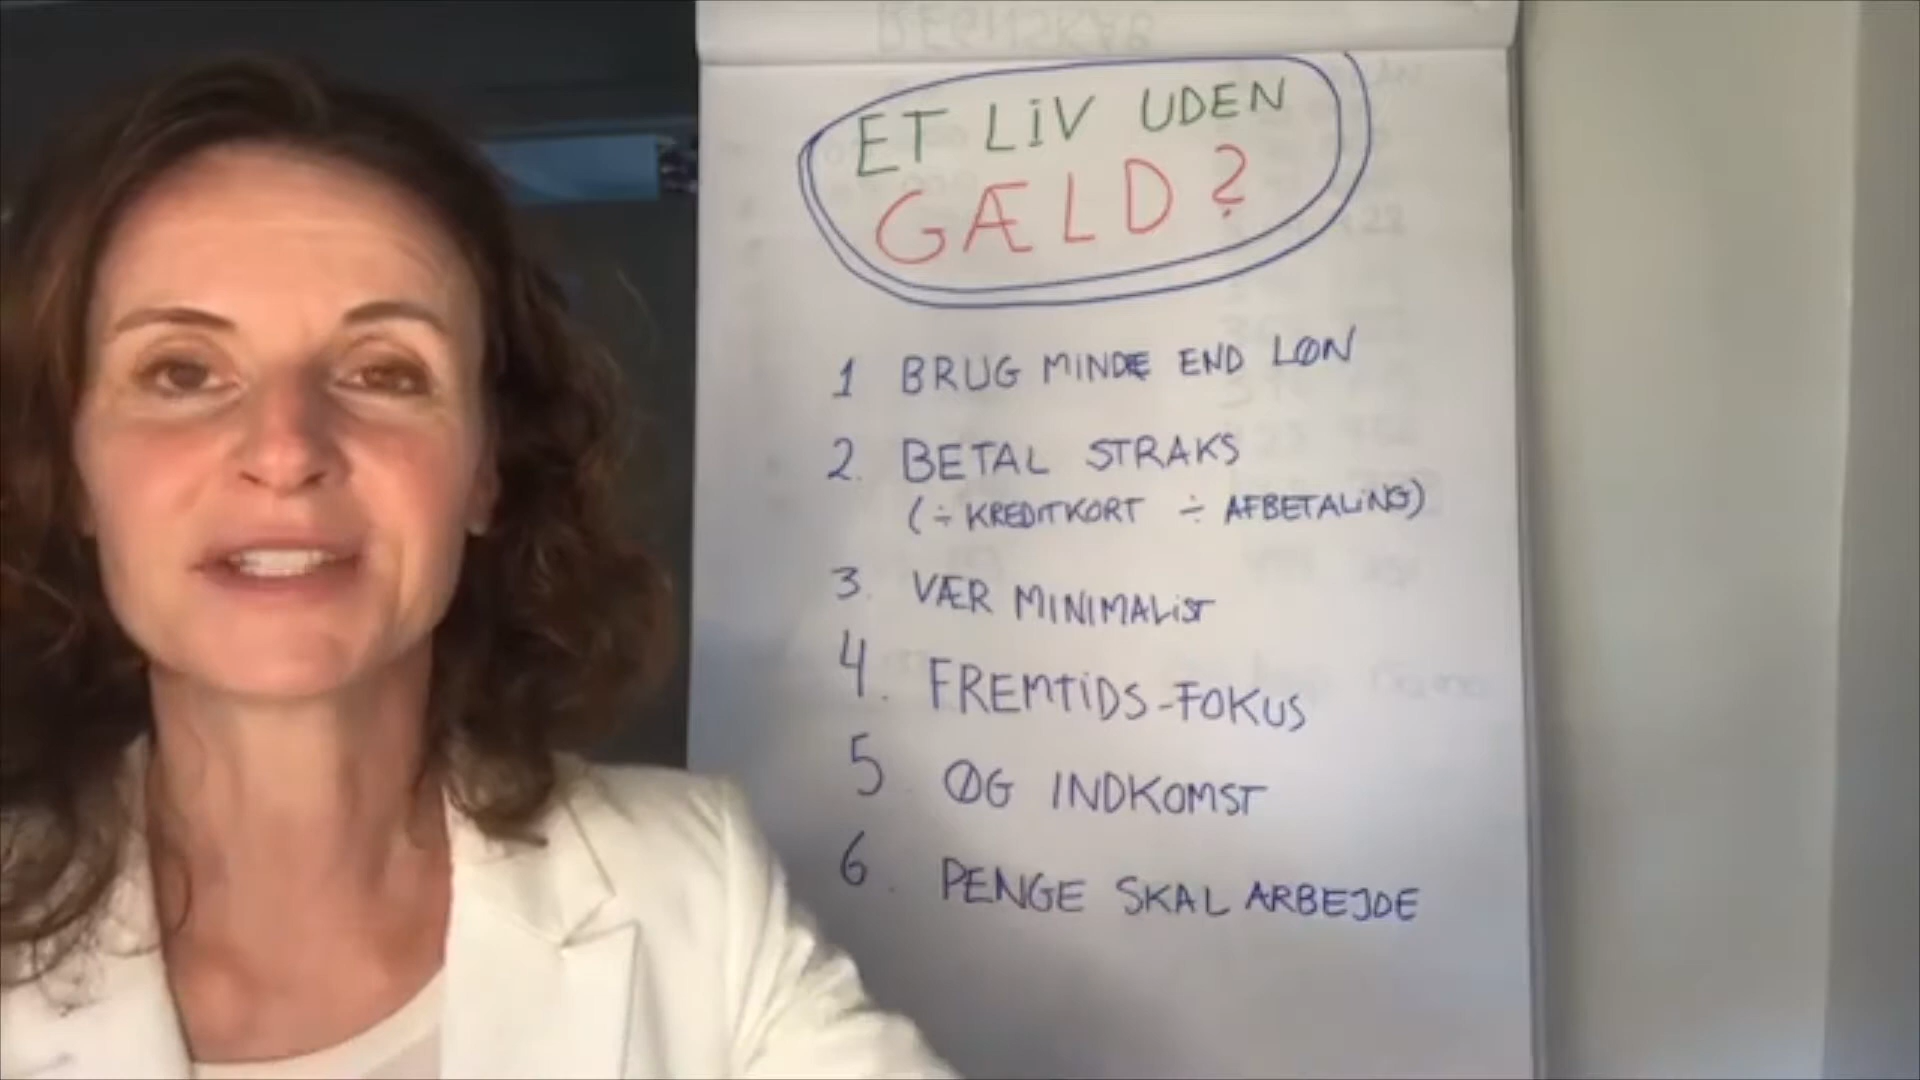 ET LiV UDEN
GÆLD?
1 BRUG MINDE END LØN
2. BETAL STRAKS
(÷ KREDITKORT ÷ AFBETALiNG)
3. VÆR MINIMALiST
4. FREMTiDS-FOKUS
5. ØG INDKOMST
6. PENGE SKAL ARBEJDE